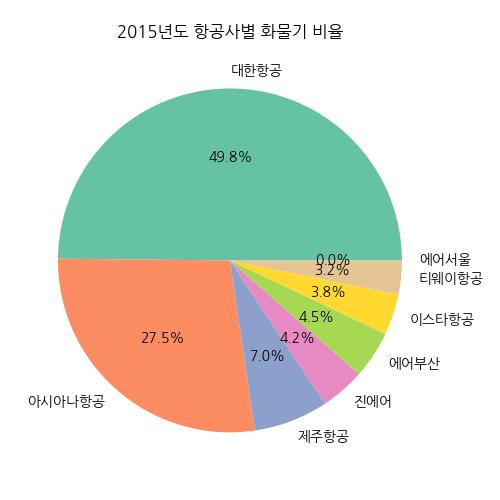 2015년도 항공사별 화물기 비율
대한항공
49.8%
0.0%
에어서울
3.2%
티웨이항공
3.8%
이스타항공
4.5%
에어부산
4.2%
진에어
7.0%
제주항공
27.5%
아시아나항공